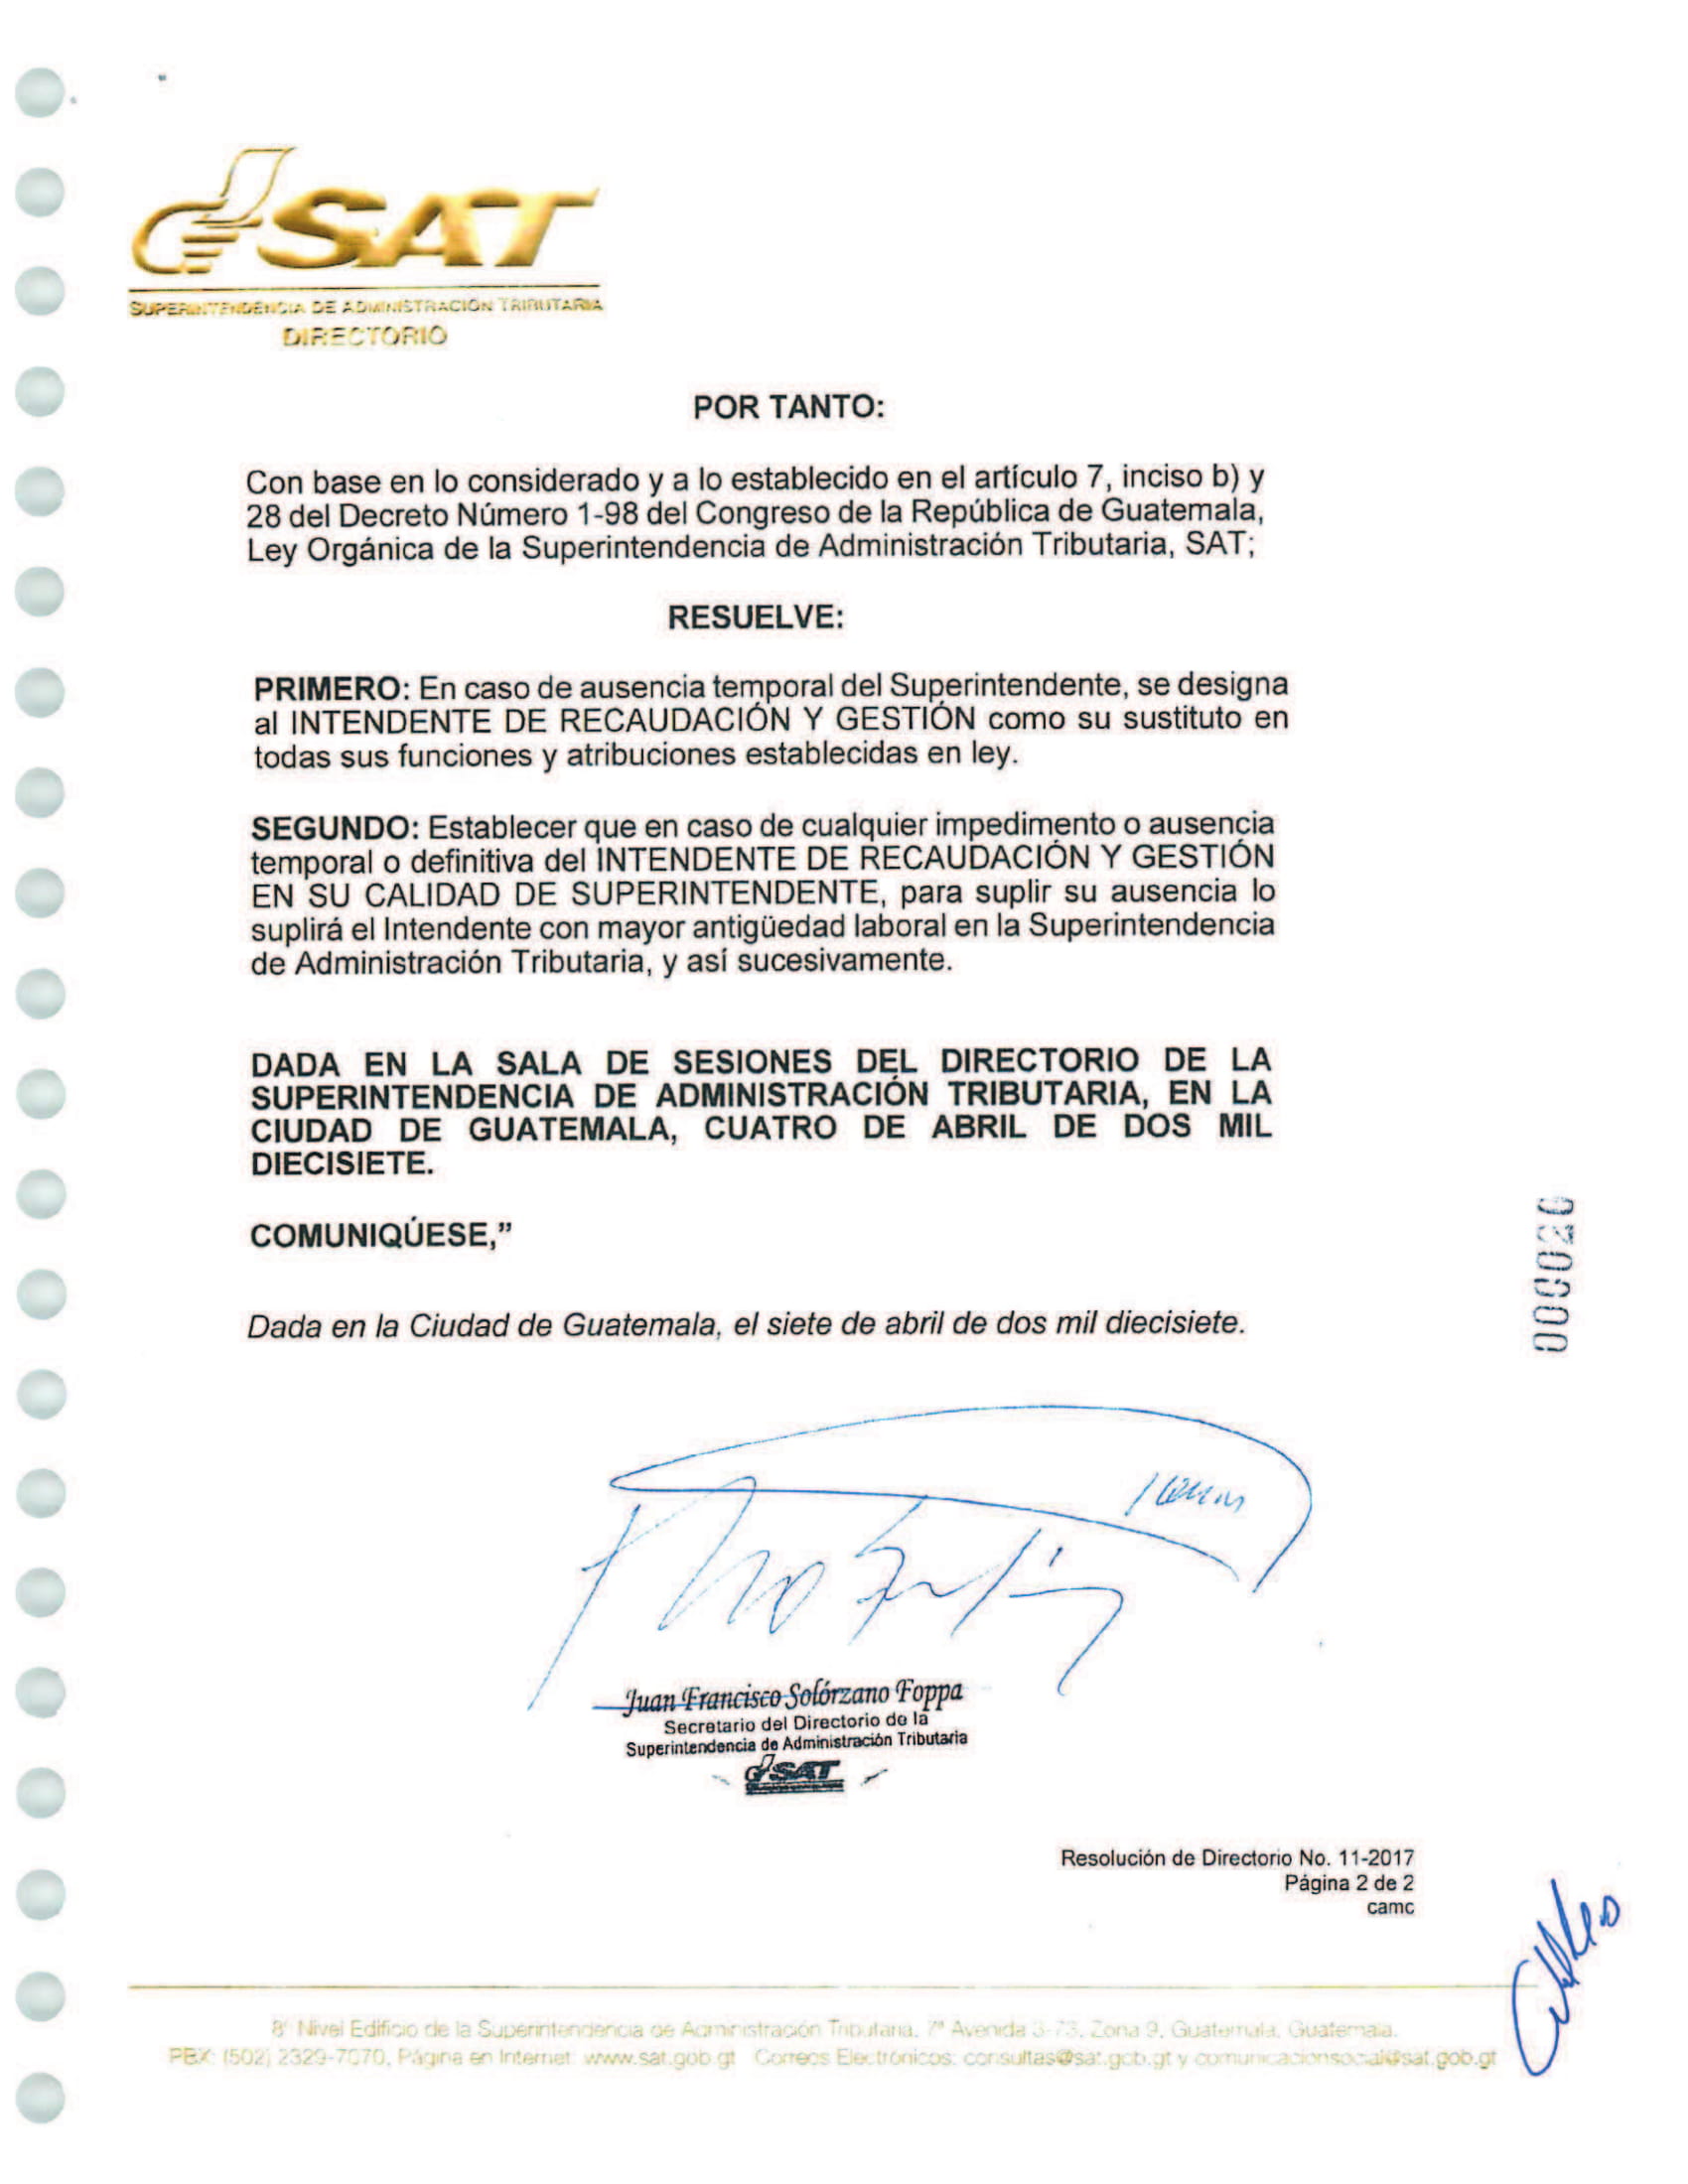 SAT
SUPERINTENDENCIA DE ADMINISTRACIÓN TRIBUTARIA
DIRECTORIO
POR TANTO:
Con base en lo considerado y a lo establecido en el artículo 7, inciso b) y
28 del Decreto Número 1-98 del Congreso de la República de Guatemala,
Ley Orgánica de la Superintendencia de Administración Tributaria, SAT;
RESUELVE:
PRIMERO: En caso de ausencia temporal del Superintendente, se designa
al INTENDENTE DE RECAUDACIÓN Y GESTIÓN como su sustituto en
todas sus funciones y atribuciones establecidas en ley.
SEGUNDO: Establecer que en caso de cualquier impedimento o ausencia
temporal o definitiva del INTENDENTE DE RECAUDACIÓN Y GESTIÓN
EN SU CALIDAD DE SUPERINTENDENTE, para suplir su ausencia lo
suplirá el Intendente con mayor antigüedad laboral en la Superintendencia
de Administración Tributaria, y así sucesivamente.
DADA EN LA SALA DE SESIONES DEL DIRECTORIO DE LA
SUPERINTENDENCIA DE ADMINISTRACIÓN TRIBUTARIA, EN LA
CIUDAD DE GUATEMALA, CUATRO DE ABRIL DE DOS MIL
DIECISIETE.
COMUNIQÚESE,”
000020
Dada en la Ciudad de Guatemala, el siete de abril de dos mil diecisiete.
Juan Francisco Solórzano Foppa
Secretario del Directorio de la
Superintendencia de Administración Tributaria
SAT
Resolución de Directorio No. 11-2017
Página 2 de 2
camc
8º Nivel Edificio de la Superintendencia de Administración Tributaria, 7ª Avenida 3-73, Zona 9, Guatemala, Guatemala.
PBX: (502) 2329-7070, Página en Internet: www.sat.gob.gt Correos Electrónicos: consultas@sat.gob.gt y comunicacionsocial@sat.gob.gt